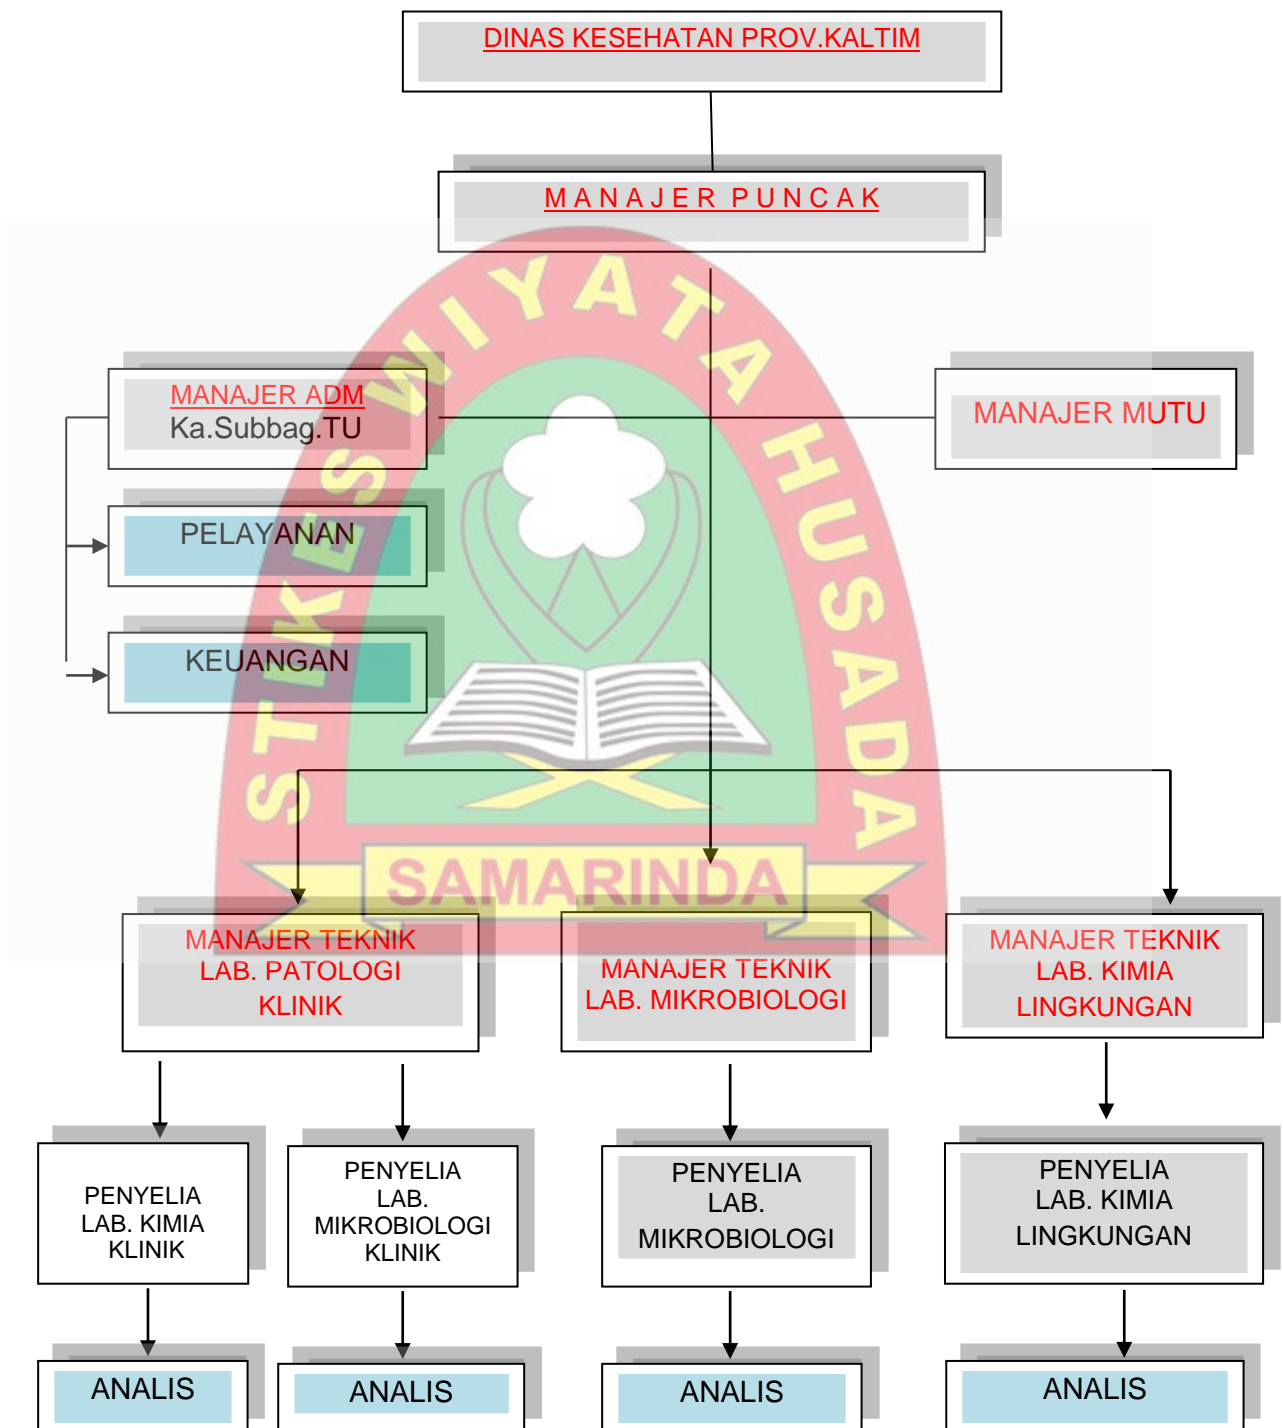 DINAS KESEHATAN PROV.KALTIM
M A N A J E R P U N C A K
MANAJER ADM
Ka.Subbag.TU
MANAJER MUTU
PELAYANAN
KEUANGAN
STIKES WIYATA HUSADA
SAMARINDA
MANAJER TEKNIK
LAB. PATOLOGI
KLINIK
MANAJER TEKNIK
LAB. MIKROBIOLOGI
MANAJER TEKNIK
LAB. KIMIA
LINGKUNGAN
PENYELIA
LAB. KIMIA
KLINIK
PENYELIA
LAB.
MIKROBIOLOGI
KLINIK
PENYELIA
LAB.
MIKROBIOLOGI
PENYELIA
LAB. KIMIA
LINGKUNGAN
ANALIS
ANALIS
ANALIS
ANALIS